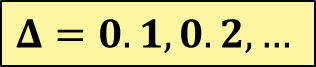 Δ = 0.1, 0.2, …